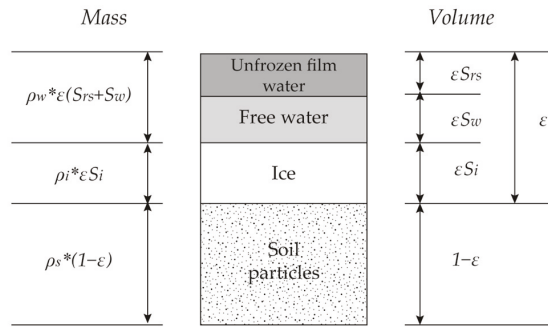 Mass
Volume
Unfrozen film
water
εSrs
ρw*ε(Srs+Sw)
Free water
εSw
ε
ρi*εSi
Ice
εSi
ρs*(1−ε)
Soil
particles
1−ε